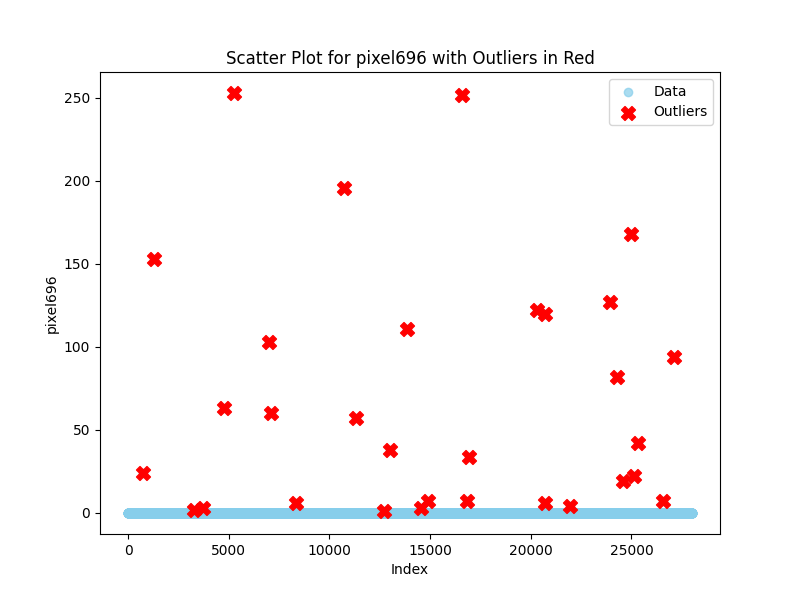 Scatter Plot for pixel696 with Outliers in Red
Data
Outliers
250
200
150
100
50
0
pixel696
0 5000 10000 15000 20000 25000
Index